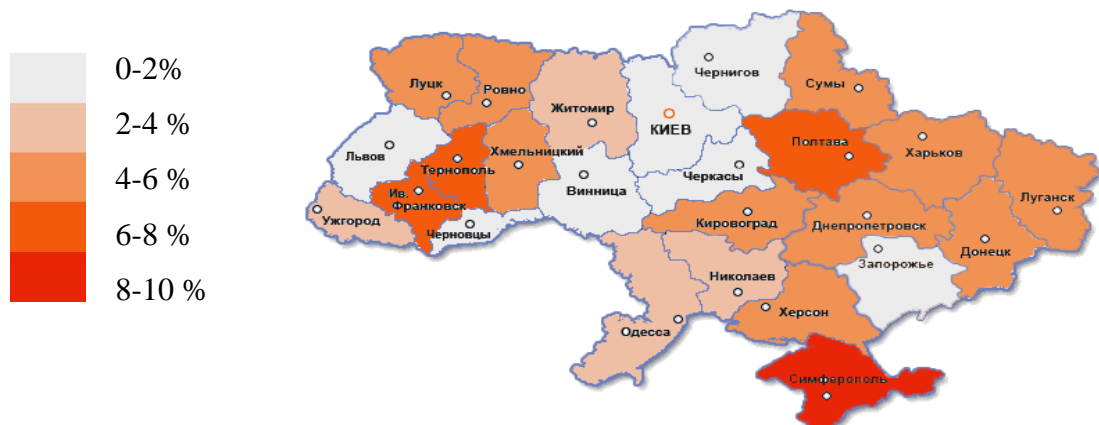 0-2%
2-4 %
4-6 %
6-8 %
8-10 %
Чернигов
Луцк
Ровно
Сумы
Житомир
КИЕВ
Полтава
Харьков
Львов
Хмельницкий
Тернополь
Черкасы
Винница
Ив.
Франковск
Луганск
Ужгород
Черновцы
Кировоград
Днепропетровск
Донецк
Запорожье
Николаев
Херсон
Одесса
Симферополь